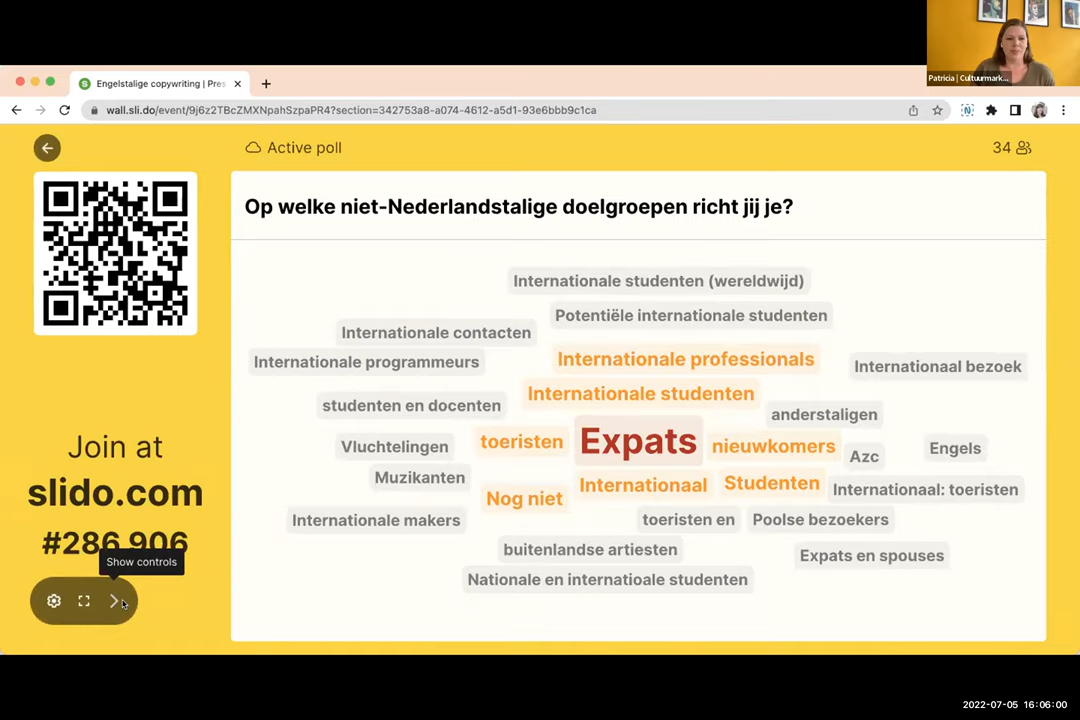 Patricia | Cultuurmark...
Engelstalige copywriting | Pres
wall.sli.do/event/9j6z2TBcZMXNpahSzpaPR4?section=342753a8-a074-4612-a5d1-93e6bbb9c1ca
Active poll
34
Op welke niet-Nederlandstalige doelgroepen richt jij je?
Internationale studenten (wereldwijd)
Potentiële internationale studenten
Internationale contacten
Internationale programmeurs
Internationale professionals
Internationaal bezoek
Internationale studenten
studenten en docenten
anderstaligen
Vluchtelingen
toeristen
Expats
nieuwkomers
Azc
Engels
Muzikanten
Nog niet
Internationaal
Studenten
Internationaal: toeristen
Internationale makers
toeristen en
Poolse bezoekers
buitenlandse artiesten
Expats en spouses
Nationale en internatioale studenten
Join at
slido.com
#286 906
Show controls
2022-07-05 16:06:00